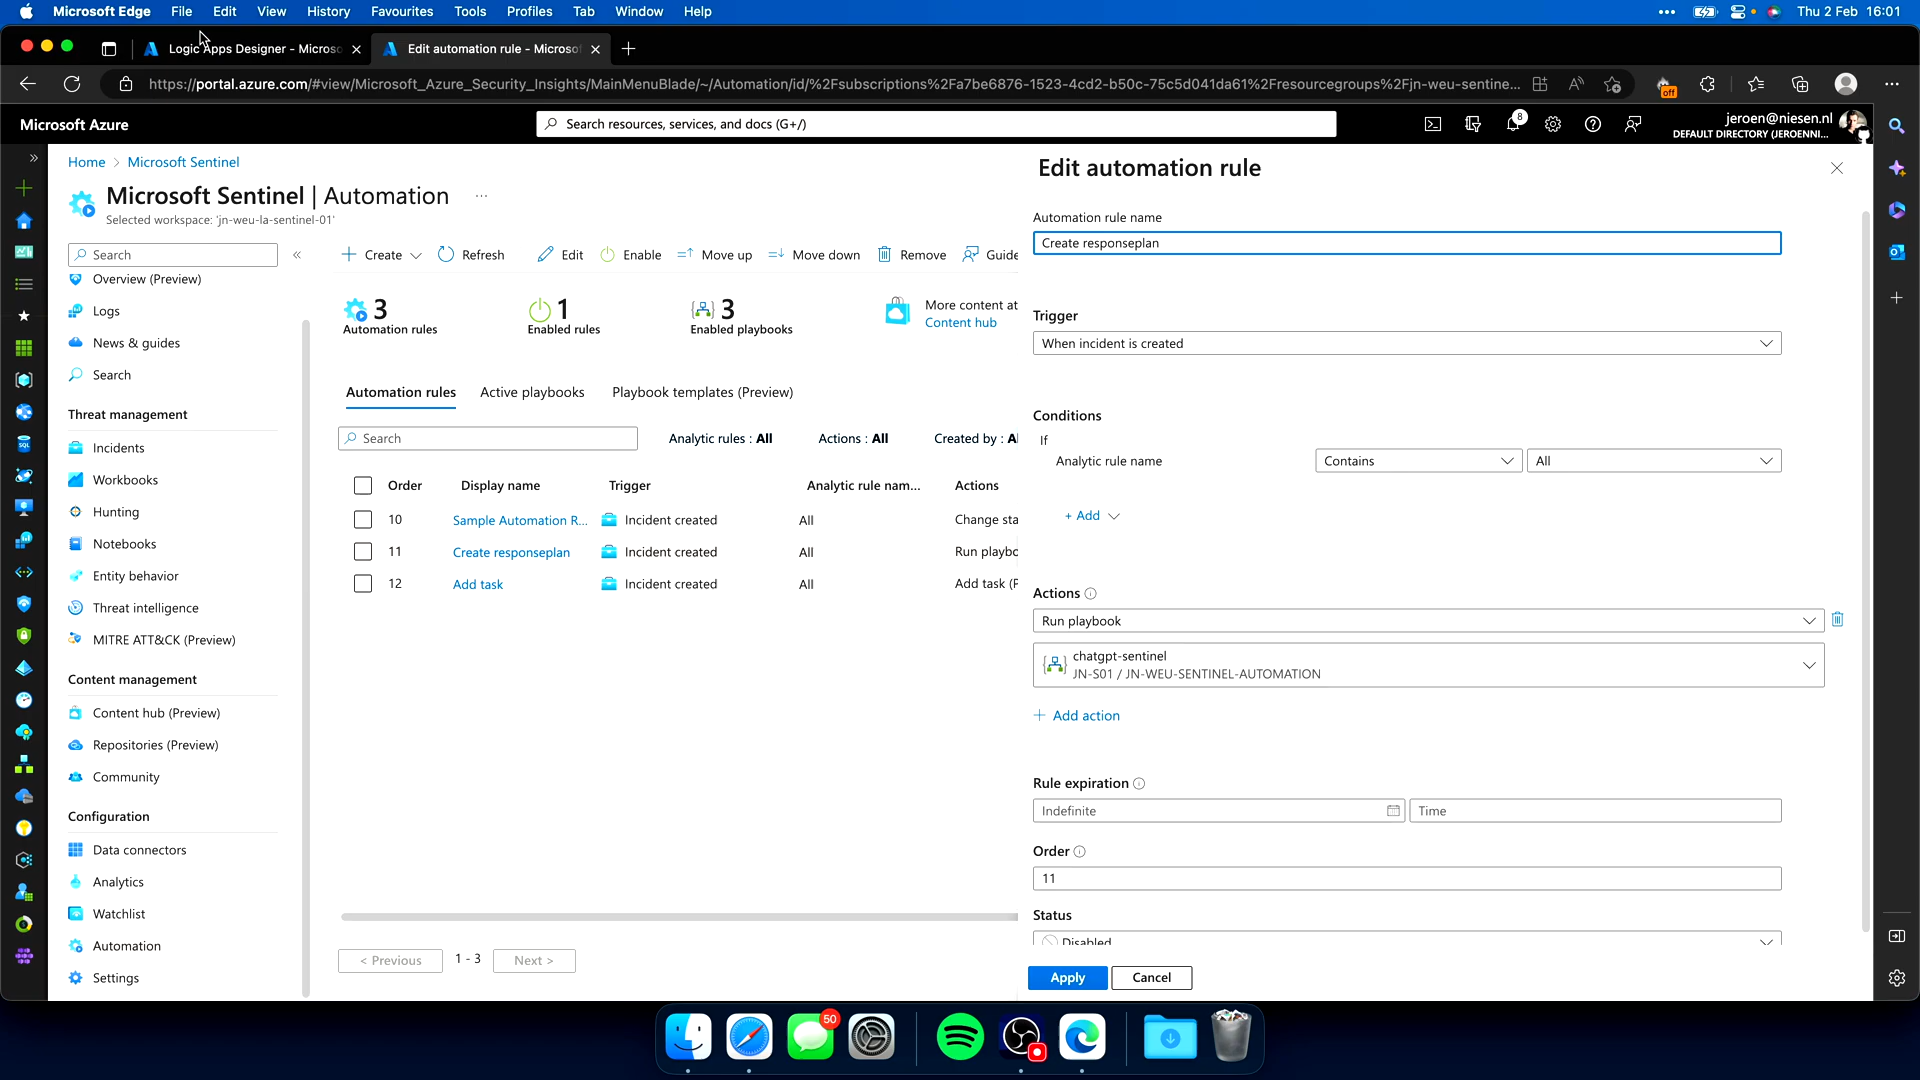 Microsoft Edge File Edit View History Favourites Tools Profiles Tab Window Help Thu 2 Feb 16:01
Logic Apps Designer - Microso
Edit automation rule - Microsof
https://portal.azure.com/#view/Microsoft_Azure_Security_Insights/MainMenuBlade/~/Automation/id/%2Fsubscriptions%2Fa7be6876-1523-4cd2-b50c-75c5d041da61%2Fresourcegroups%2Fjn-weu-sentine...
off
Microsoft Azure
Search resources, services, and docs (G+/)
8
jeroen@niesen.nl
DEFAULT DIRECTORY (JEROENNI...
Home > Microsoft Sentinel
Microsoft Sentinel | Automation ...
Selected workspace: 'jn-weu-la-sentinel-01'
Search
Overview (Preview)
Logs
News & guides
Search
Threat management
Incidents
Workbooks
Hunting
Notebooks
Entity behavior
Threat intelligence
MITRE ATT&CK (Preview)
Content management
Content hub (Preview)
Repositories (Preview)
Community
Configuration
Data connectors
Analytics
Watchlist
Automation
Settings
Create Refresh Edit Enable Move up Move down Remove Guide
3
Automation rules
1
Enabled rules
3
Enabled playbooks
More content at
Content hub
Automation rules Active playbooks Playbook templates (Preview)
Search
Analytic rules : All Actions : All Created by : Al
Order Display name Trigger Analytic rule nam... Actions
10 Sample Automation R... Incident created All Change sta
11 Create responseplan Incident created All Run playbo
12 Add task Incident created All Add task (P
< Previous 1 - 3 Next >
Edit automation rule
Automation rule name
Create responseplan
Trigger
When incident is created
Conditions
If
Analytic rule name Contains All
+ Add
Actions
Run playbook
chatgpt-sentinel
JN-S01 / JN-WEU-SENTINEL-AUTOMATION
+ Add action
Rule expiration
Indefinite Time
Order
11
Status
Disabled
Apply Cancel
50